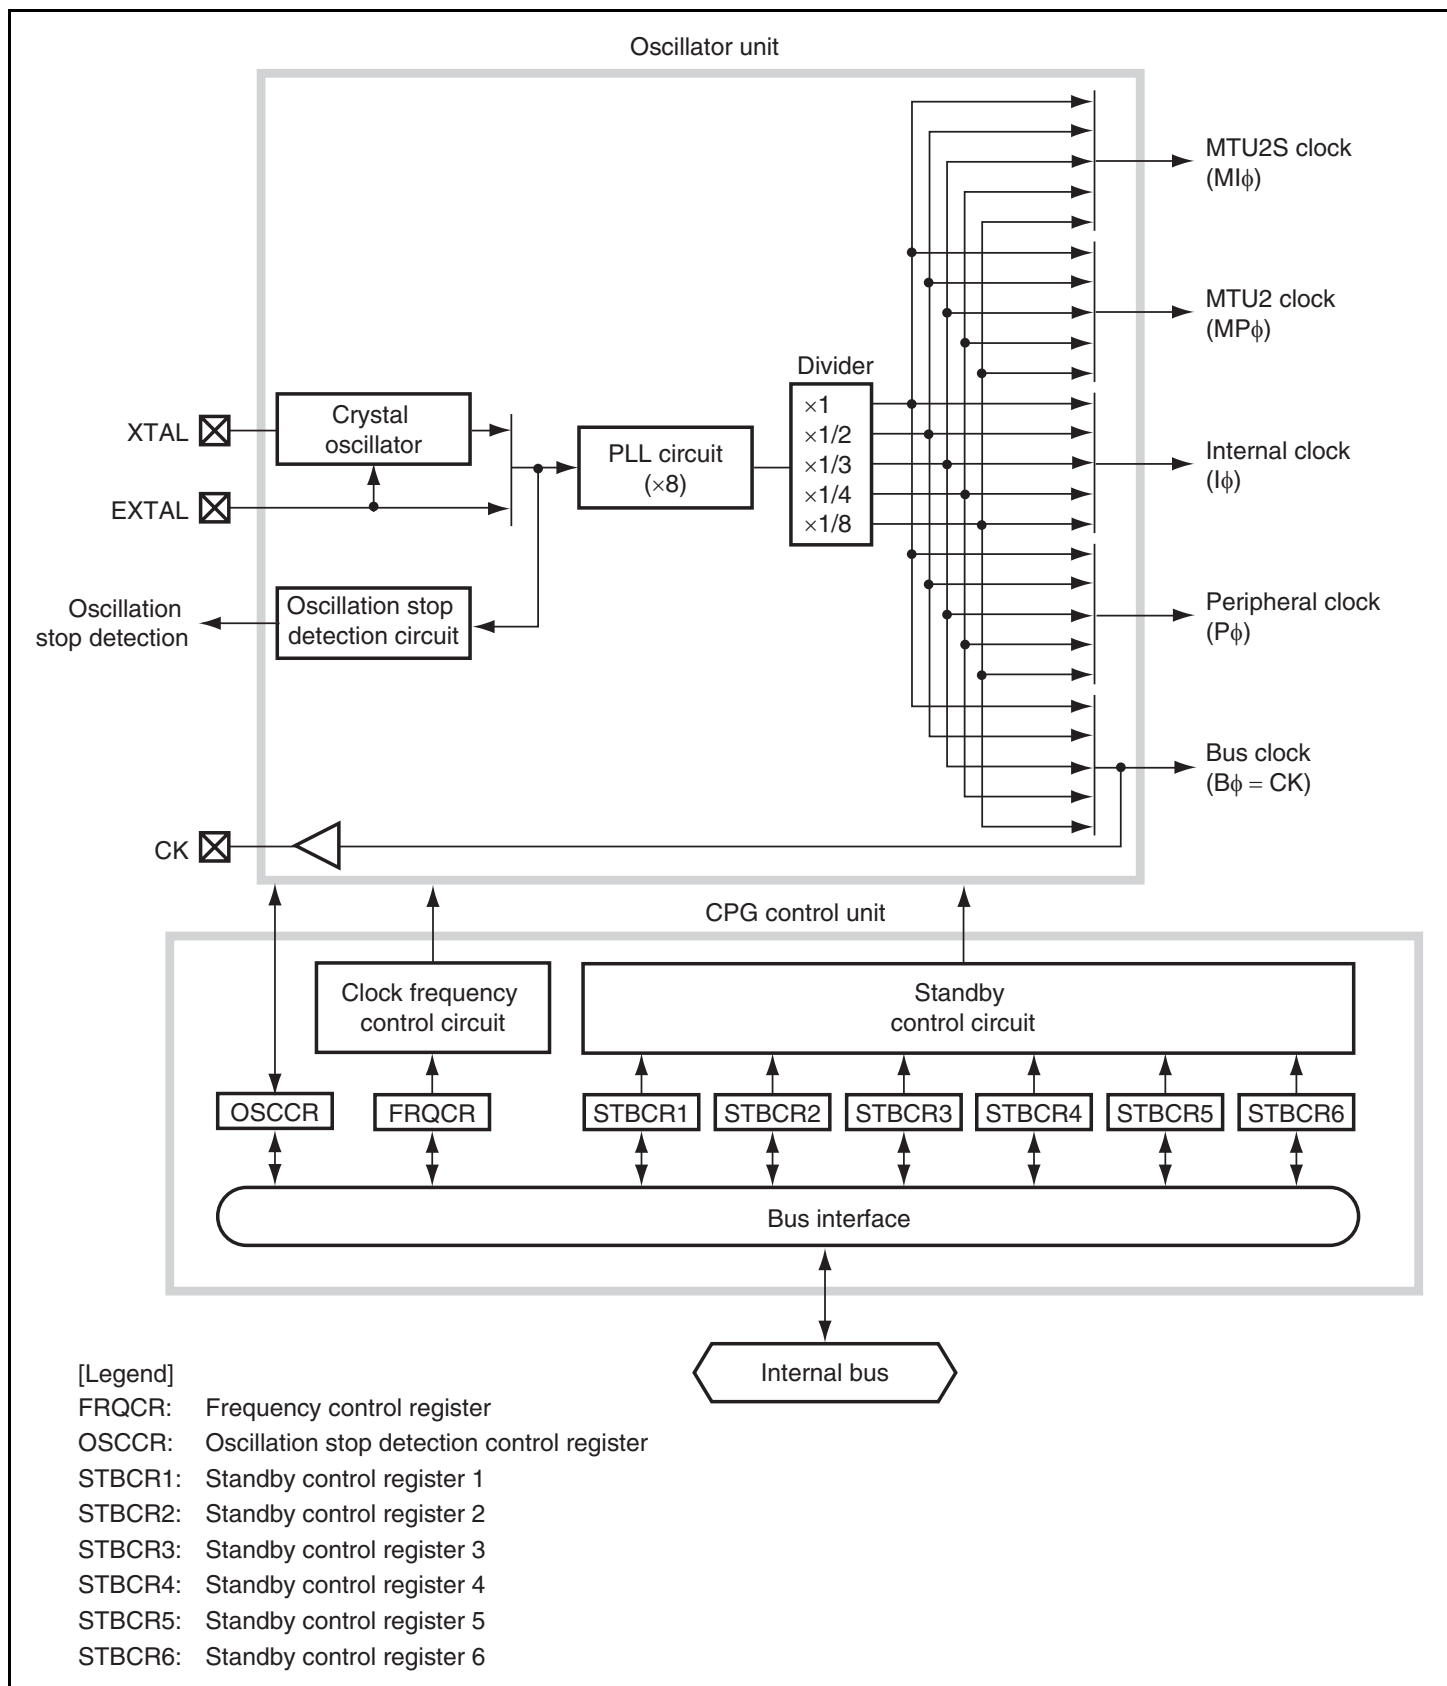 Oscillator unit
MTU2S clock
(MIϕ)
MTU2 clock
(MPϕ)
Divider
×1
×1/2
×1/3
×1/4
×1/8
XTAL
Crystal
oscillator
PLL circuit
(×8)
EXTAL
Internal clock
(Iϕ)
Oscillation
stop detection
Oscillation stop
detection circuit
Peripheral clock
(Pϕ)
Bus clock
(Bϕ = CK)
CK
CPG control unit
Clock frequency
control circuit
Standby
control circuit
OSCCR
FRQCR
STBCR1
STBCR2
STBCR3
STBCR4
STBCR5
STBCR6
Bus interface
Internal bus
[Legend]
FRQCR: Frequency control register
OSCCR: Oscillation stop detection control register
STBCR1: Standby control register 1
STBCR2: Standby control register 2
STBCR3: Standby control register 3
STBCR4: Standby control register 4
STBCR5: Standby control register 5
STBCR6: Standby control register 6